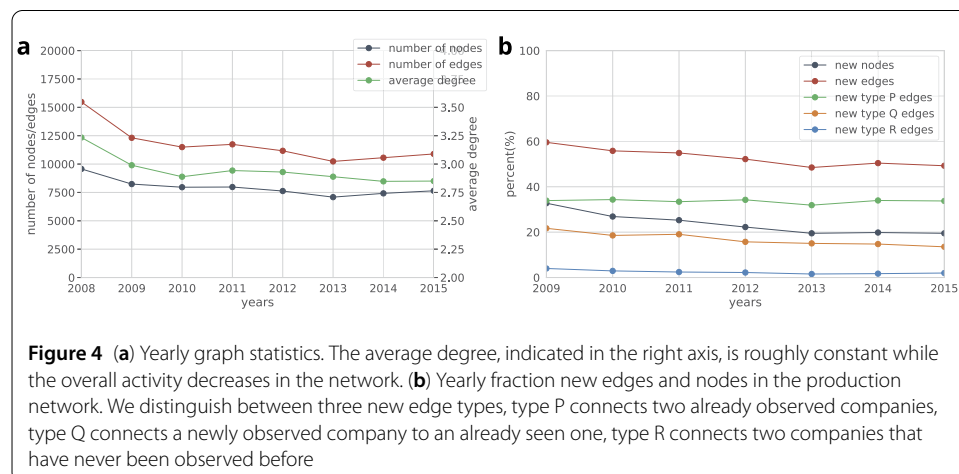 a
20000
17500
15000
12500
10000
7500
5000
2500
0
number of nodes/edges
2008 2009 2010 2011 2012 2013 2014 2015
years
number of nodes
number of edges
average degree
3.50
3.25
3.00
2.75
2.50
2.25
2.00
average degree
b
100
80
60
40
20
0
percent(%)
2009 2010 2011 2012 2013 2014 2015
years
new nodes
new edges
new type P edges
new type Q edges
new type R edges
Figure 4 (a) Yearly graph statistics. The average degree, indicated in the right axis, is roughly constant while
the overall activity decreases in the network. (b) Yearly fraction new edges and nodes in the production
network. We distinguish between three new edge types, type P connects two already observed companies,
type Q connects a newly observed company to an already seen one, type R connects two companies that
have never been observed before